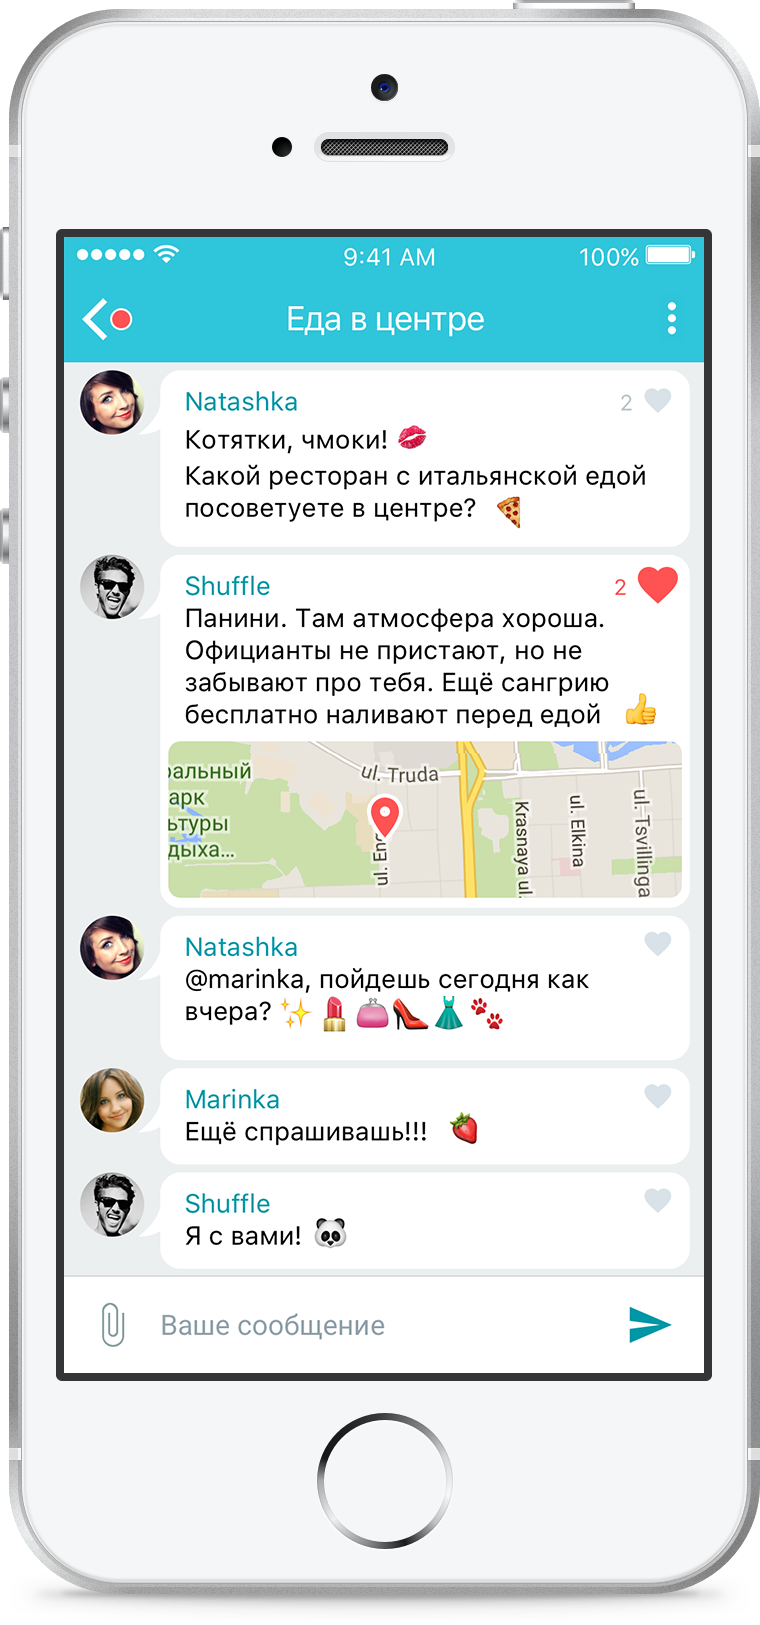 9:41 AM
100%
Еда в центре
Natashka
2
Котятки, чмоки!
Какой ресторан с итальянской едой
посоветуете в центре?
Shuffle
2
Панини. Там атмосфера хороша.
Официанты не пристают, но не
забывают про тебя. Ещё сангрию
бесплатно наливают перед едой
ральный
арк
ьтуры
дыха...
ul. Truda
ul. Eng
Krasnaya ul.
ul. Elkina
ul. Tsvillinga
Natashka
@marinka, пойдешь сегодня как
вчера?
Marinka
Ещё спрашивашь!!!
Shuffle
Я с вами!
Ваше сообщение